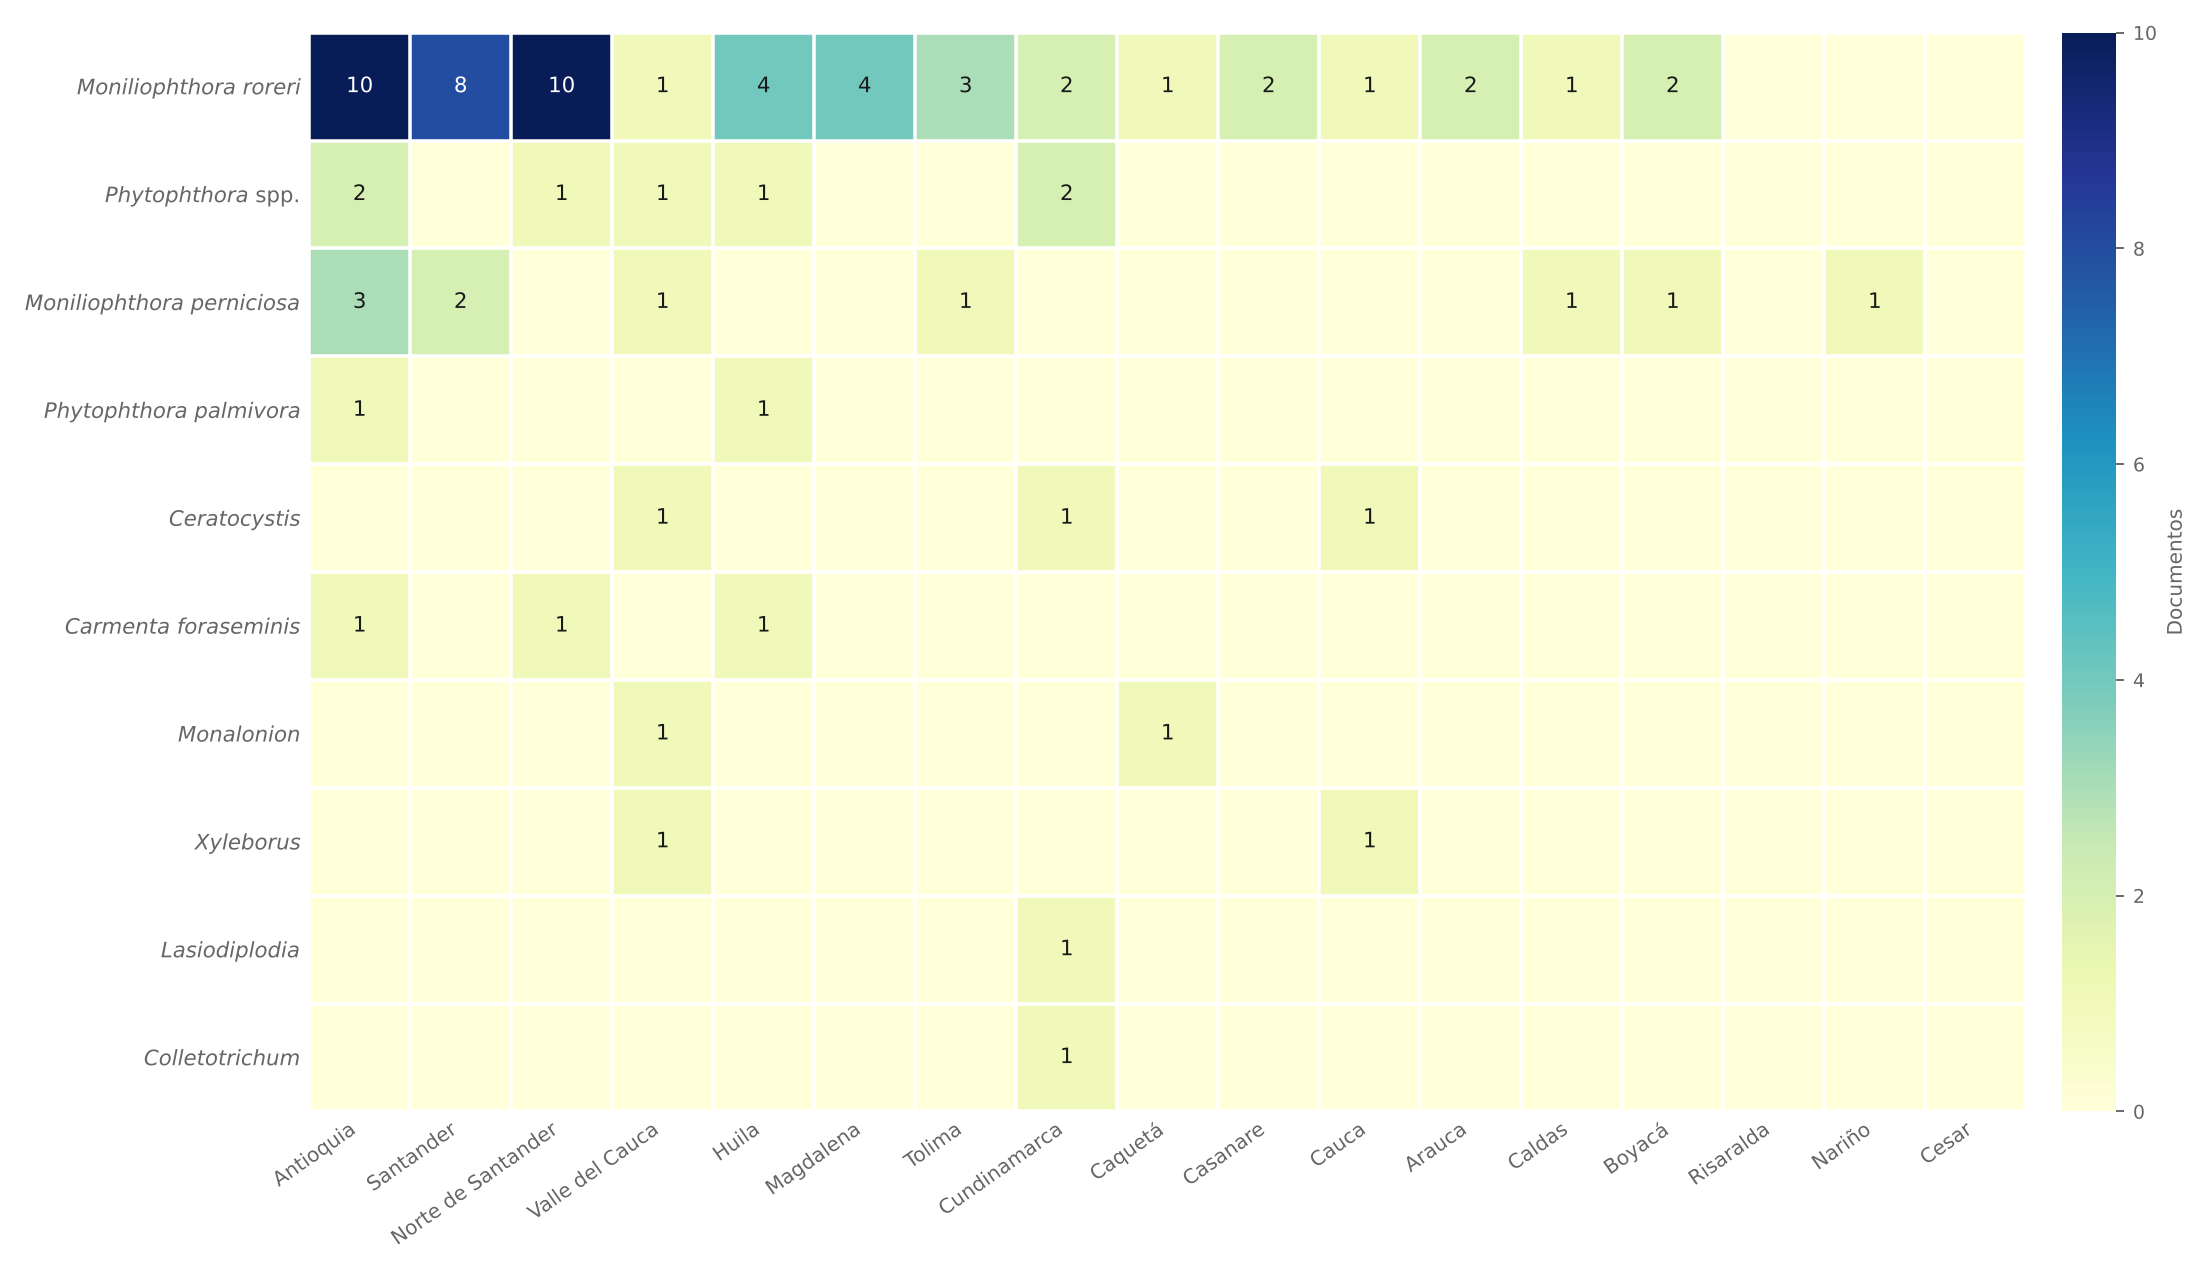 Moniliophthora roreri 10 8 10 1 4 4 3 2 1 2 1 2 1 2
Phytophthora spp. 2 1 1 1 2
Moniliophthora perniciosa 3 2 1 1 1 1 1
Phytophthora palmivora 1 1
Ceratocystis 1 1 1
Carmenta foraseminis 1 1 1
Monalonion 1 1
Xyleborus 1 1
Lasiodiplodia 1
Colletotrichum 1
Antioquia
Santander
Norte de Santander
Valle del Cauca
Huila
Magdalena
Tolima
Cundinamarca
Caquetá
Casanare
Cauca
Arauca
Caldas
Boyacá
Risaralda
Nariño
Cesar
10
8
6
4
2
0
Documentos